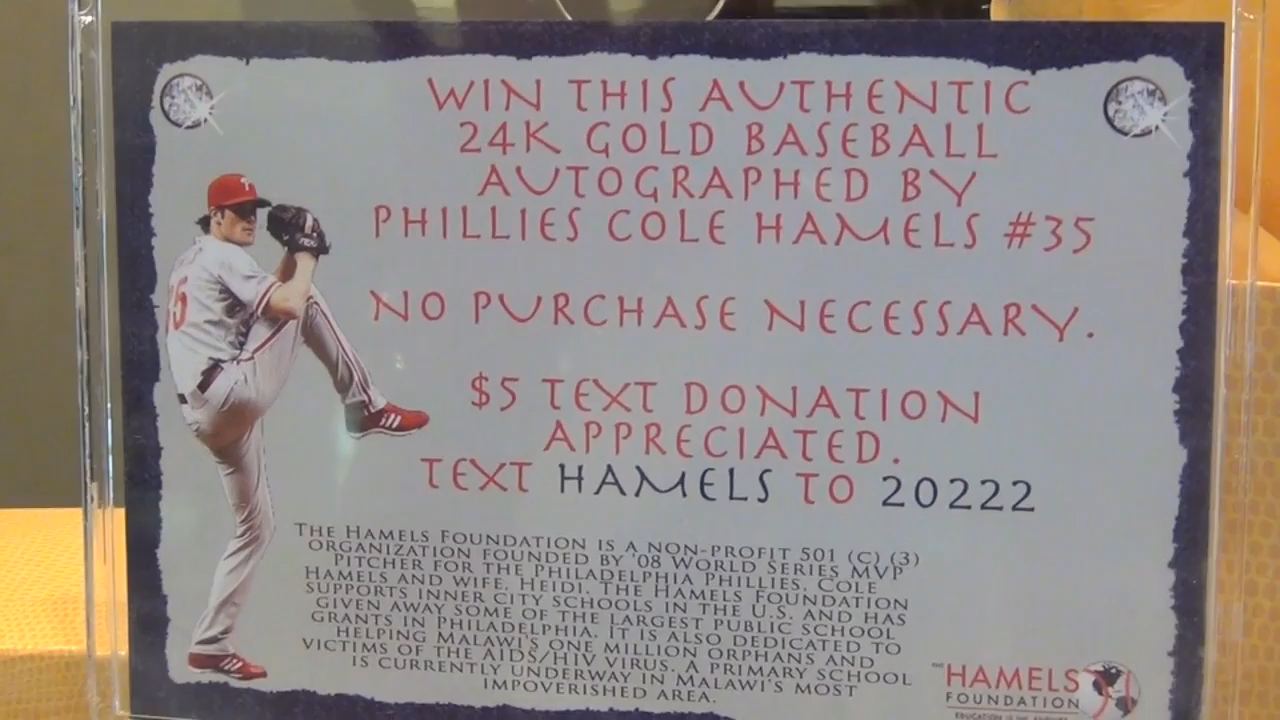 WIN THIS AUTHENTIC
24K GOLD BASEBALL
AUTOGRAPHED BY
PHILLIES COLE HAMELS #35
NO PURCHASE NECESSARY.
$5 TEXT DONATION
APPRECIATED.
TEXT HAMELS TO 20222
THE HAMELS FOUNDATION IS A NON-PROFIT 501 (C) (3)
ORGANIZATION FOUNDED BY '08 WORLD SERIES MVP
PITCHER FOR THE PHILADELPHIA PHILLIES, COLE
HAMELS AND WIFE, HEIDI. THE HAMELS FOUNDATION
SUPPORTS INNER CITY SCHOOLS IN THE U.S. AND HAS
GIVEN AWAY SOME OF THE LARGEST PUBLIC SCHOOL
GRANTS IN PHILADELPHIA. IT IS ALSO DEDICATED TO
HELPING MALAWI'S ONE MILLION ORPHANS AND
VICTIMS OF THE AIDS/HIV VIRUS. A PRIMARY SCHOOL
IS CURRENTLY UNDERWAY IN MALAWI'S MOST
IMPOVERISHED AREA.
THE HAMELS
FOUNDATION
EDUCATION IS THE